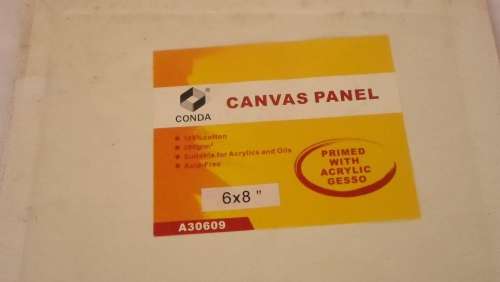 CONDA ®
CANVAS PANEL
100% cotton
280g/m²
Suitable for Acrylics and Oils
Acid-Free
PRIMED
WITH
ACRYLIC
GESSO
6x8 "
A30609